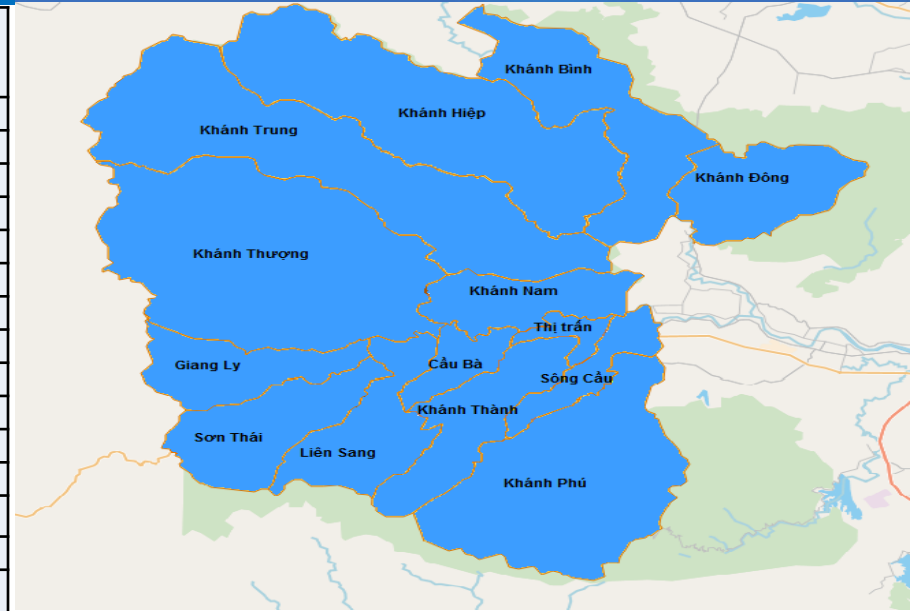 Khánh Bình
Khánh Hiệp
Khánh Trung
Khánh Đông
Khánh Thượng
Khánh Nam
Thị trấn
Giang Ly
Cầu Bà
Sông Cầu
Khánh Thành
Sơn Thái
Liên Sang
Khánh Phú